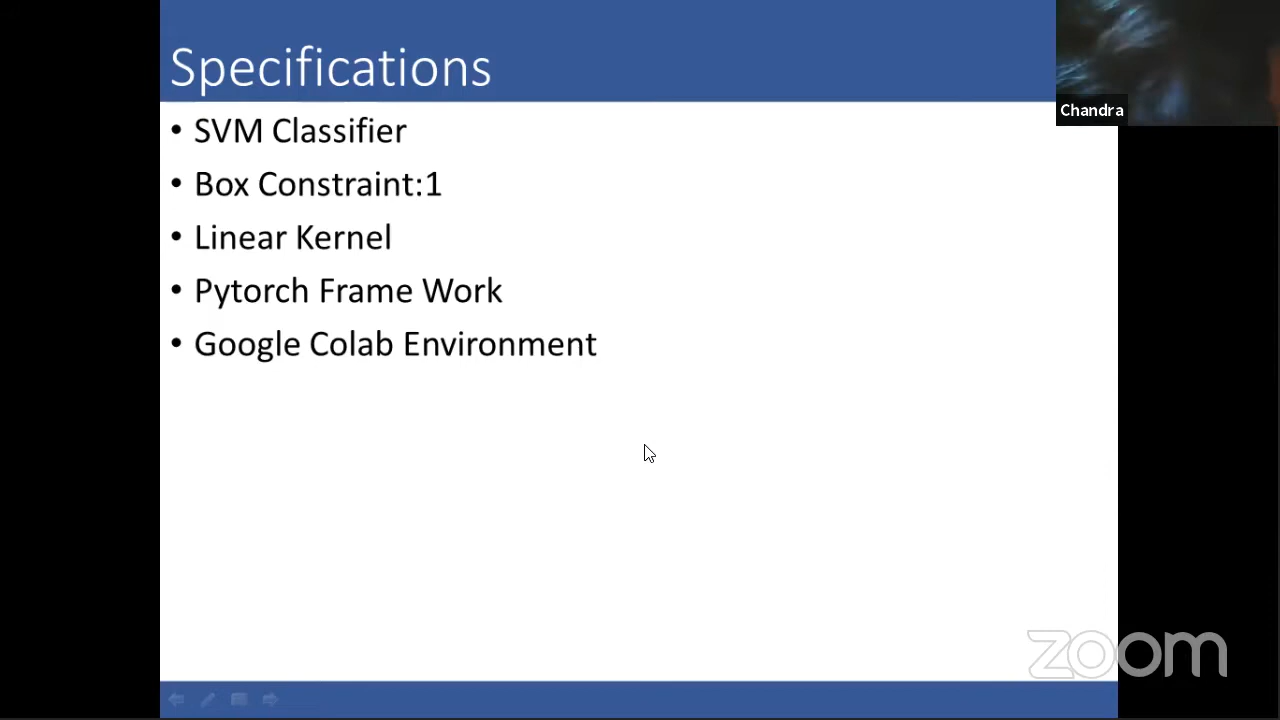 Specifications
Chandra
• SVM Classifier
• Box Constraint:1
• Linear Kernel
• Pytorch Frame Work
• Google Colab Environment
zoom